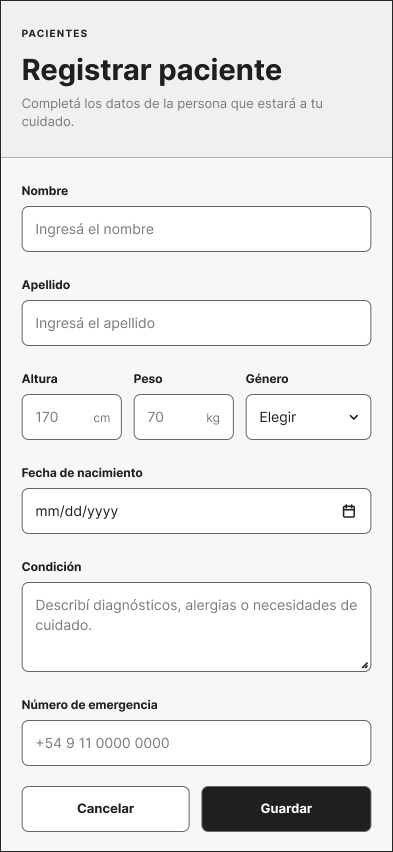 PACIENTES
Registrar paciente
Completá los datos de la persona que estará a tu
cuidado.
Nombre
Ingresá el nombre
Apellido
Ingresá el apellido
Altura Peso Género
170 cm 70 kg Elegir
Fecha de nacimiento
mm/dd/yyyy
Condición
Describí diagnósticos, alergias o necesidades de
cuidado.
Número de emergencia
+54 9 11 0000 0000
Cancelar Guardar